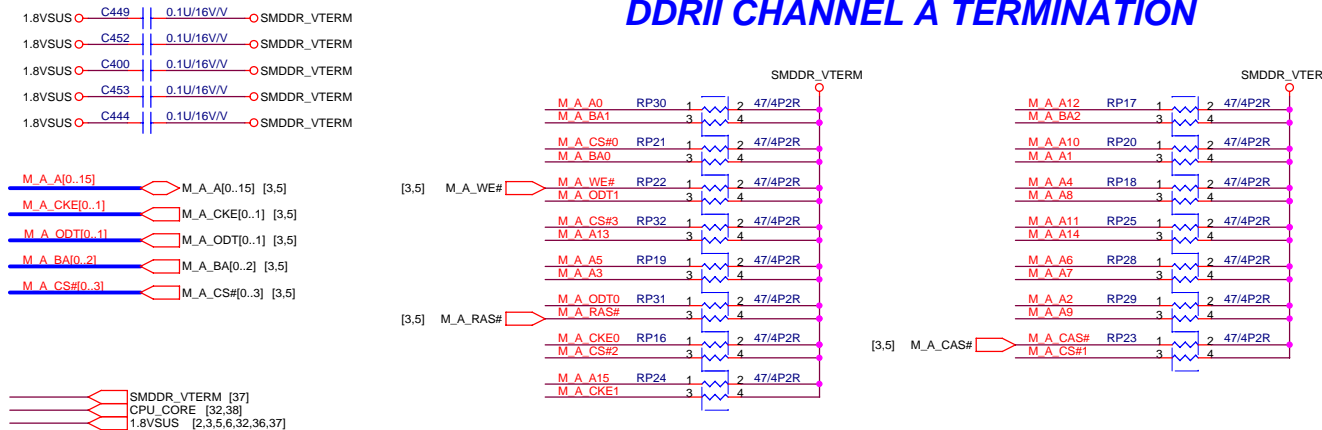 DDRII CHANNEL A TERMINATION
1.8VSUS C449 0.1U/16V/V SMDDR_VTERM
1.8VSUS C452 0.1U/16V/V SMDDR_VTERM
1.8VSUS C400 0.1U/16V/V SMDDR_VTERM
1.8VSUS C453 0.1U/16V/V SMDDR_VTERM
1.8VSUS C444 0.1U/16V/V SMDDR_VTERM
M_A_A[0..15] M_A_A[0..15] [3,5]
M_A_CKE[0..1] M_A_CKE[0..1] [3,5]
M_A_ODT[0..1] M_A_ODT[0..1] [3,5]
M_A_BA[0..2] M_A_BA[0..2] [3,5]
M_A_CS#[0..3] M_A_CS#[0..3] [3,5]
SMDDR_VTERM [37]
CPU_CORE [32,38]
1.8VSUS [2,3,5,6,32,36,37]
SMDDR_VTERM
M_A_A0 RP30 1 2 47/4P2R
M_A_BA1 3 4
M_A_CS#0 RP21 1 2 47/4P2R
M_A_BA0 3 4
[3,5] M_A_WE# M_A_WE# RP22 1 2 47/4P2R
M_A_ODT1 3 4
M_A_CS#3 RP32 1 2 47/4P2R
M_A_A13 3 4
M_A_A5 RP19 1 2 47/4P2R
M_A_A3 3 4
M_A_ODT0 RP31 1 2 47/4P2R
[3,5] M_A_RAS# M_A_RAS# 3 4
M_A_CKE0 RP16 1 2 47/4P2R
M_A_CS#2 3 4
M_A_A15 RP24 1 2 47/4P2R
M_A_CKE1 3 4
SMDDR_VTER
M_A_A12 RP17 1 2 47/4P2R
M_A_BA2 3 4
M_A_A10 RP20 1 2 47/4P2R
M_A_A1 3 4
M_A_A4 RP18 1 2 47/4P2R
M_A_A8 3 4
M_A_A11 RP25 1 2 47/4P2R
M_A_A14 3 4
M_A_A6 RP28 1 2 47/4P2R
M_A_A7 3 4
M_A_A2 RP29 1 2 47/4P2R
M_A_A9 3 4
[3,5] M_A_CAS# M_A_CAS# RP23 1 2 47/4P2R
M_A_CS#1 3 4